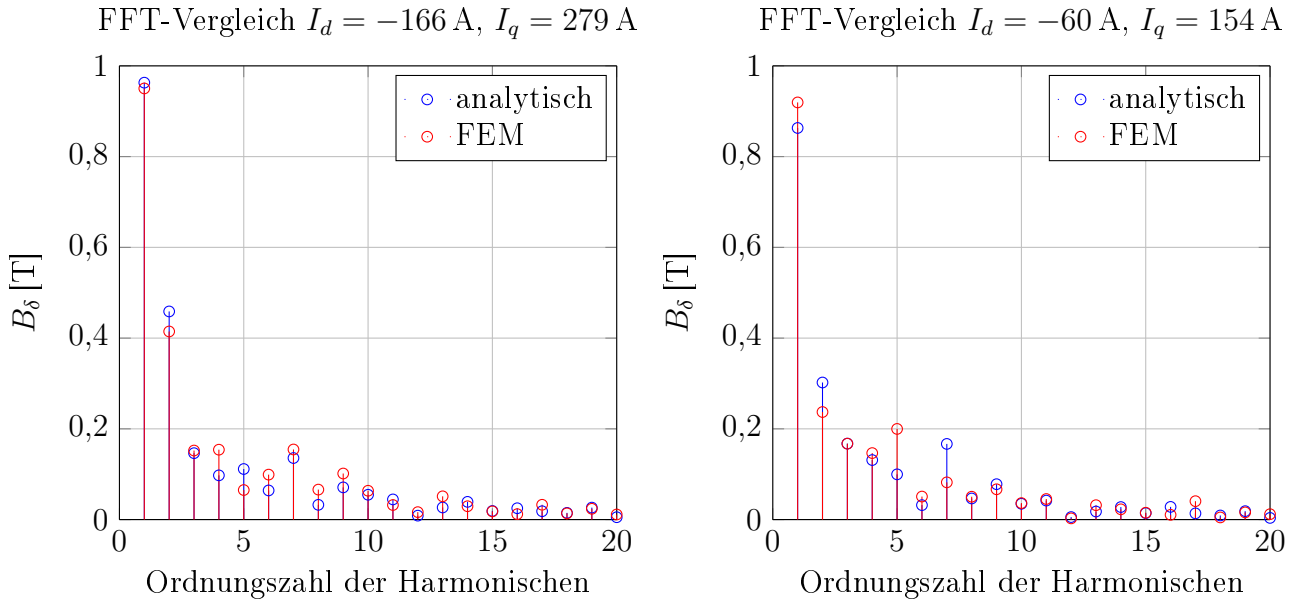 FFT-Vergleich I_d = −166 A, I_q = 279 A
1
0,8
0,6
0,4
0,2
0
0
5
10
15
20
B_δ [T]
Ordnungszahl der Harmonischen
analytisch
FEM
FFT-Vergleich I_d = −60 A, I_q = 154 A
1
0,8
0,6
0,4
0,2
0
0
5
10
15
20
B_δ [T]
Ordnungszahl der Harmonischen
analytisch
FEM